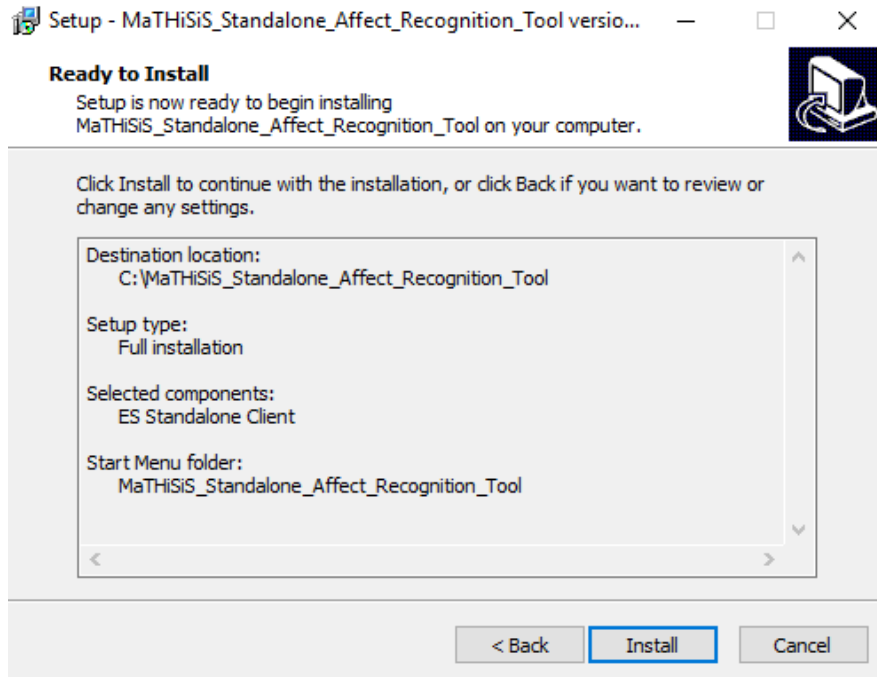 Setup - MaTHiSiS_Standalone_Affect_Recognition_Tool versio...
Ready to Install
Setup is now ready to begin installing
MaTHiSiS_Standalone_Affect_Recognition_Tool on your computer.
Click Install to continue with the installation, or click Back if you want to review or
change any settings.
Destination location:
C:\MaTHiSiS_Standalone_Affect_Recognition_Tool
Setup type:
Full installation
Selected components:
ES Standalone Client
Start Menu folder:
MaTHiSiS_Standalone_Affect_Recognition_Tool
< Back Install Cancel